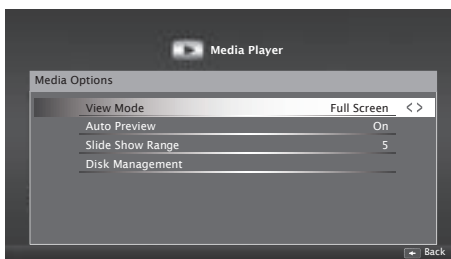 Media Player
Media Options
View Mode Full Screen < >
Auto Preview On
Slide Show Range 5
Disk Management
Back